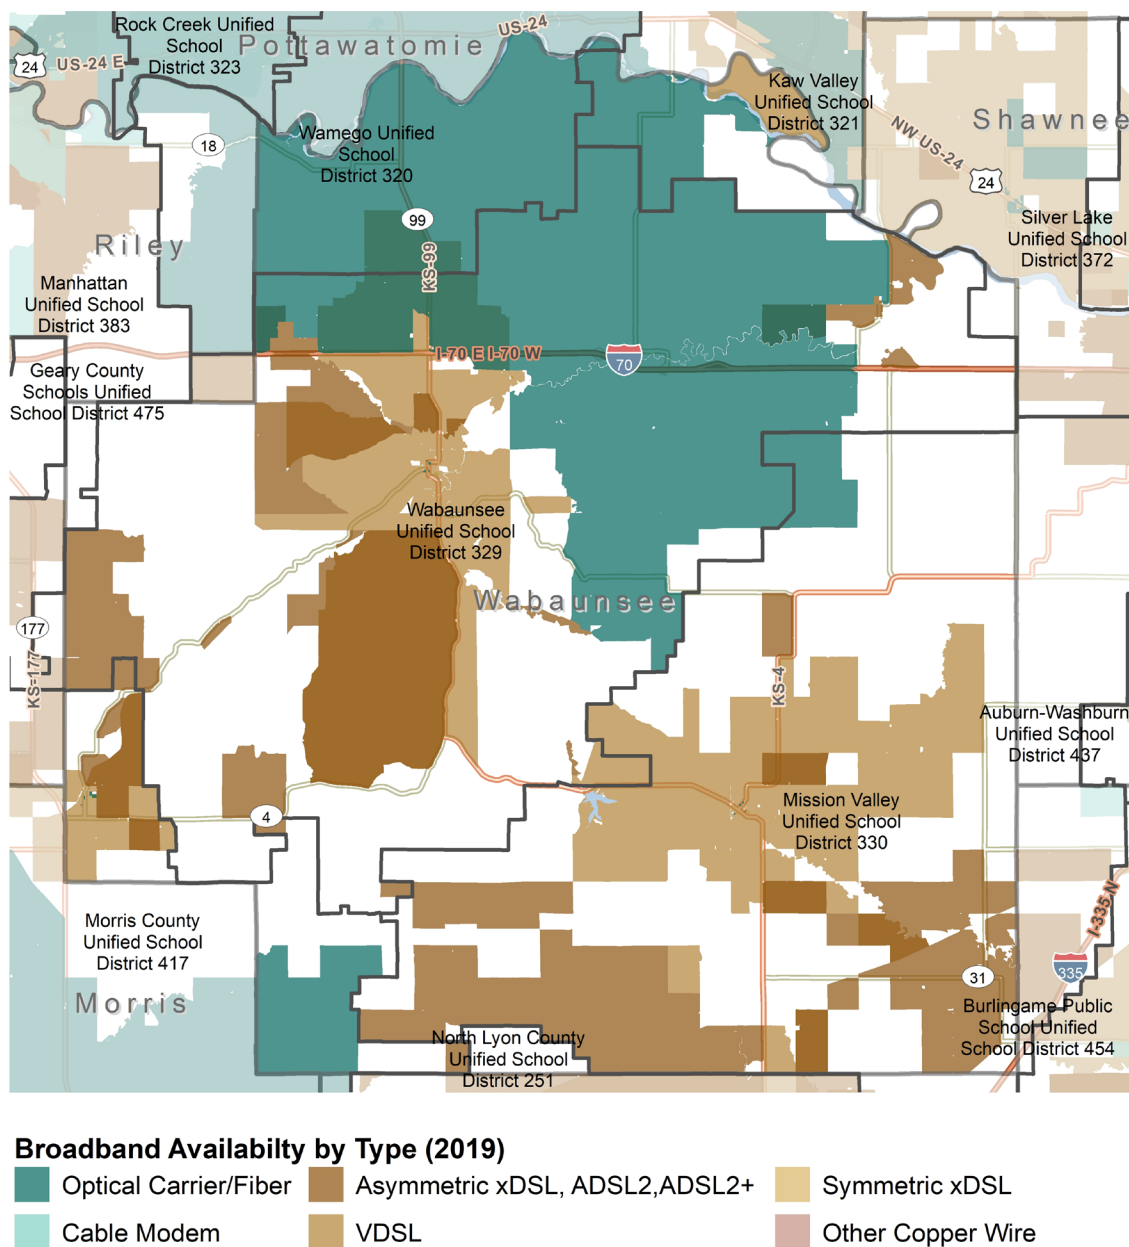 Rock Creek Unified
School
District 323
Pottawatomie
US-24
24
US-24 E
Kaw Valley
Unified School
District 321
Shawnee
Wamego Unified
School
District 320
18
NW US-24
24
99
Silver Lake
Unified School
District 372
Riley
KS-99
Manhattan
Unified School
District 383
I-70 E I-70 W
70
Geary County
Schools Unified
School District 475
Wabaunsee
Unified School
District 329
Wabaunsee
177
KS-177
KS-4
Auburn-Washburn
Unified School
District 437
4
Mission Valley
Unified School
District 330
Morris County
Unified School
District 417
I-335 N
335
31
Morris
Burlingame Public
School Unified
School District 454
North Lyon County
Unified School
District 251
Broadband Availabilty by Type (2019)
Optical Carrier/Fiber
Asymmetric xDSL, ADSL2,ADSL2+
Symmetric xDSL
Cable Modem
VDSL
Other Copper Wire